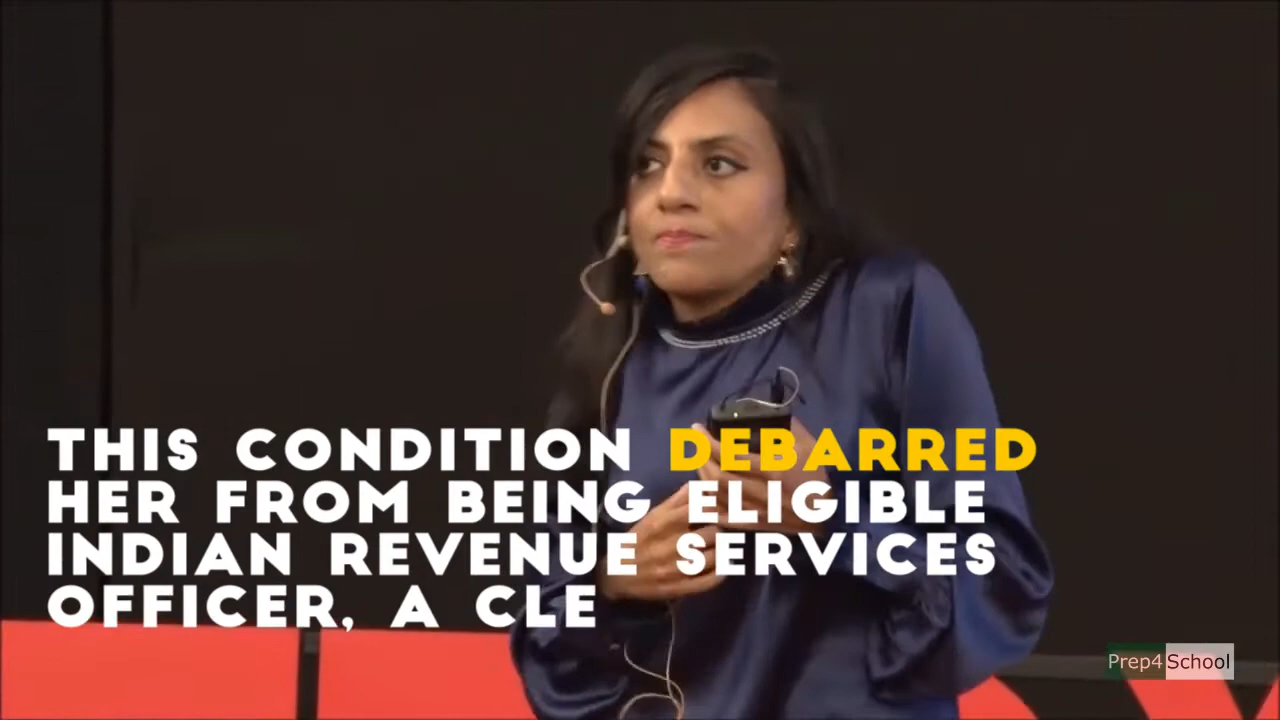 THIS CONDITION DEBARRED
HER FROM BEING ELIGIBLE
INDIAN REVENUE SERVICES
OFFICER, A CLE
Prep4School